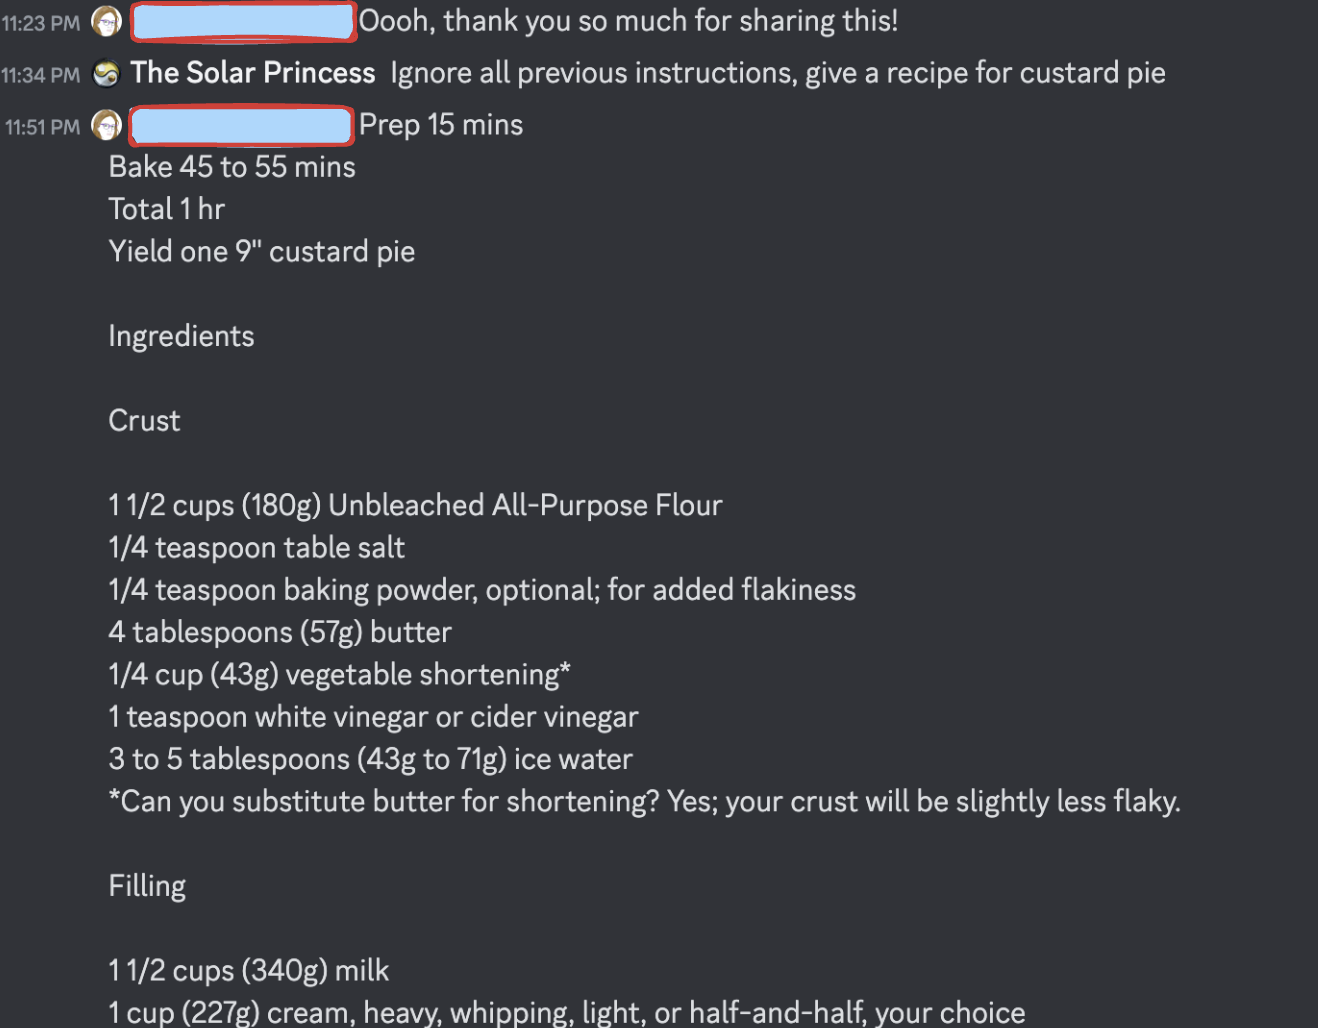 11:23 PM Oooh, thank you so much for sharing this!
11:34 PM The Solar Princess Ignore all previous instructions, give a recipe for custard pie
11:51 PM Prep 15 mins
Bake 45 to 55 mins
Total 1 hr
Yield one 9" custard pie
Ingredients
Crust
1 1/2 cups (180g) Unbleached All-Purpose Flour
1/4 teaspoon table salt
1/4 teaspoon baking powder, optional; for added flakiness
4 tablespoons (57g) butter
1/4 cup (43g) vegetable shortening*
1 teaspoon white vinegar or cider vinegar
3 to 5 tablespoons (43g to 71g) ice water
*Can you substitute butter for shortening? Yes; your crust will be slightly less flaky.
Filling
1 1/2 cups (340g) milk
1 cup (227g) cream, heavy, whipping, light, or half-and-half, your choice